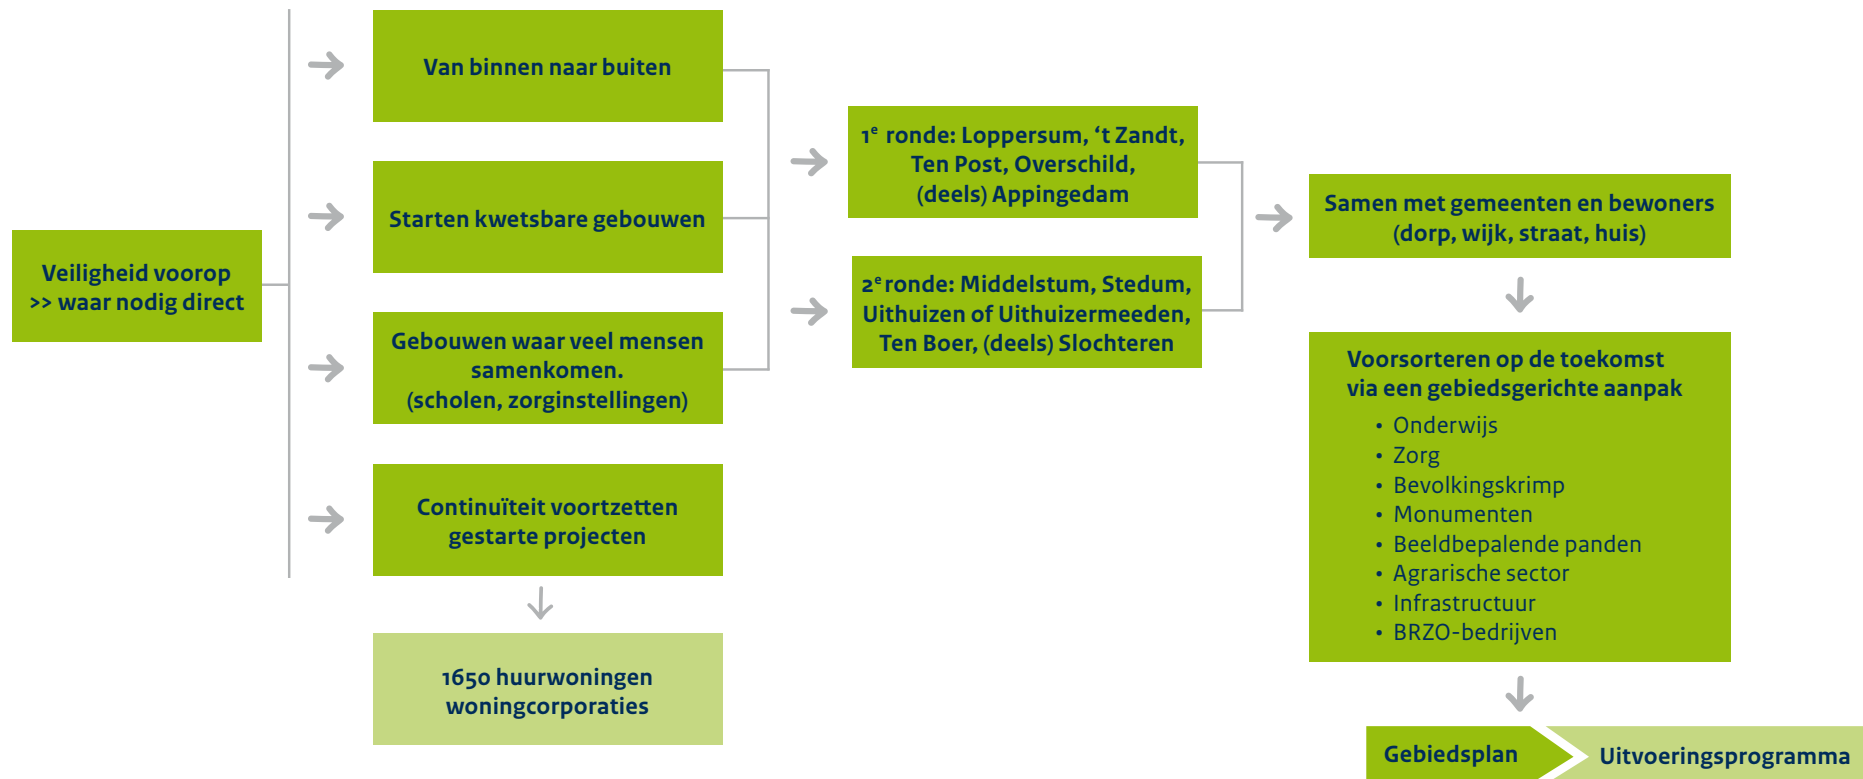 Veiligheid voorop
>> waar nodig direct
Van binnen naar buiten
Starten kwetsbare gebouwen
Gebouwen waar veel mensen
samenkomen.
(scholen, zorginstellingen)
Continuïteit voortzetten
gestarte projecten
1650 huurwoningen
woningcorporaties
1e ronde: Loppersum, ‘t Zandt,
Ten Post, Overschild,
(deels) Appingedam
2e ronde: Middelstum, Stedum,
Uithuizen of Uithuizermeeden,
Ten Boer, (deels) Slochteren
Samen met gemeenten en bewoners
(dorp, wijk, straat, huis)
Voorsorteren op de toekomst
via een gebiedsgerichte aanpak
• Onderwijs
• Zorg
• Bevolkingskrimp
• Monumenten
• Beeldbepalende panden
• Agrarische sector
• Infrastructuur
• BRZO-bedrijven
Gebiedsplan
Uitvoeringsprogramma